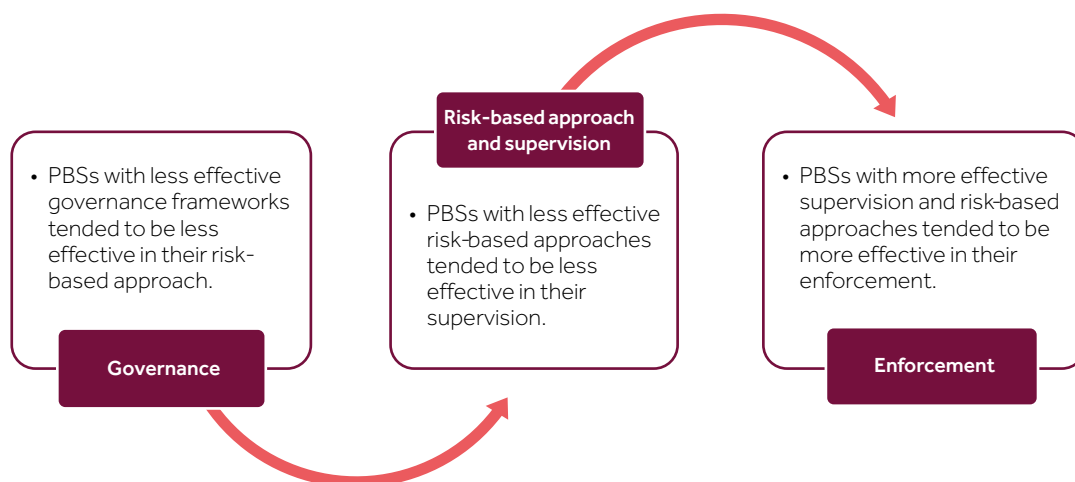 • PBSs with less effective
governance frameworks
tended to be less
effective in their risk-
based approach.
Governance
Risk-based approach
and supervision
• PBSs with less effective
risk-based approaches
tended to be less
effective in their
supervision.
• PBSs with more effective
supervision and risk-based
approaches tended to be
more effective in their
enforcement.
Enforcement